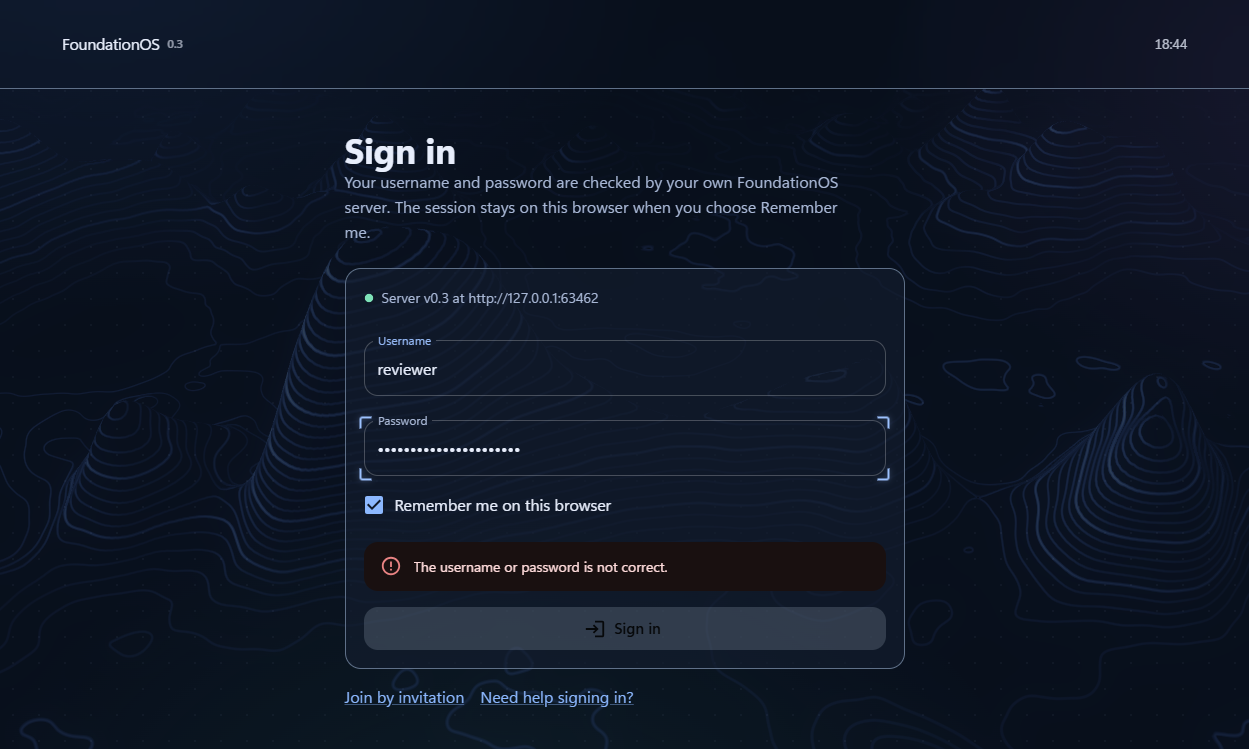 FoundationOS 0.3
18:44
Sign in
Your username and password are checked by your own FoundationOS
server. The session stays on this browser when you choose Remember
me.
Server v0.3 at http://127.0.0.1:63462
Username
reviewer
Password
••••••••••••••••••••••
Remember me on this browser
The username or password is not correct.
Sign in
Join by invitation Need help signing in?